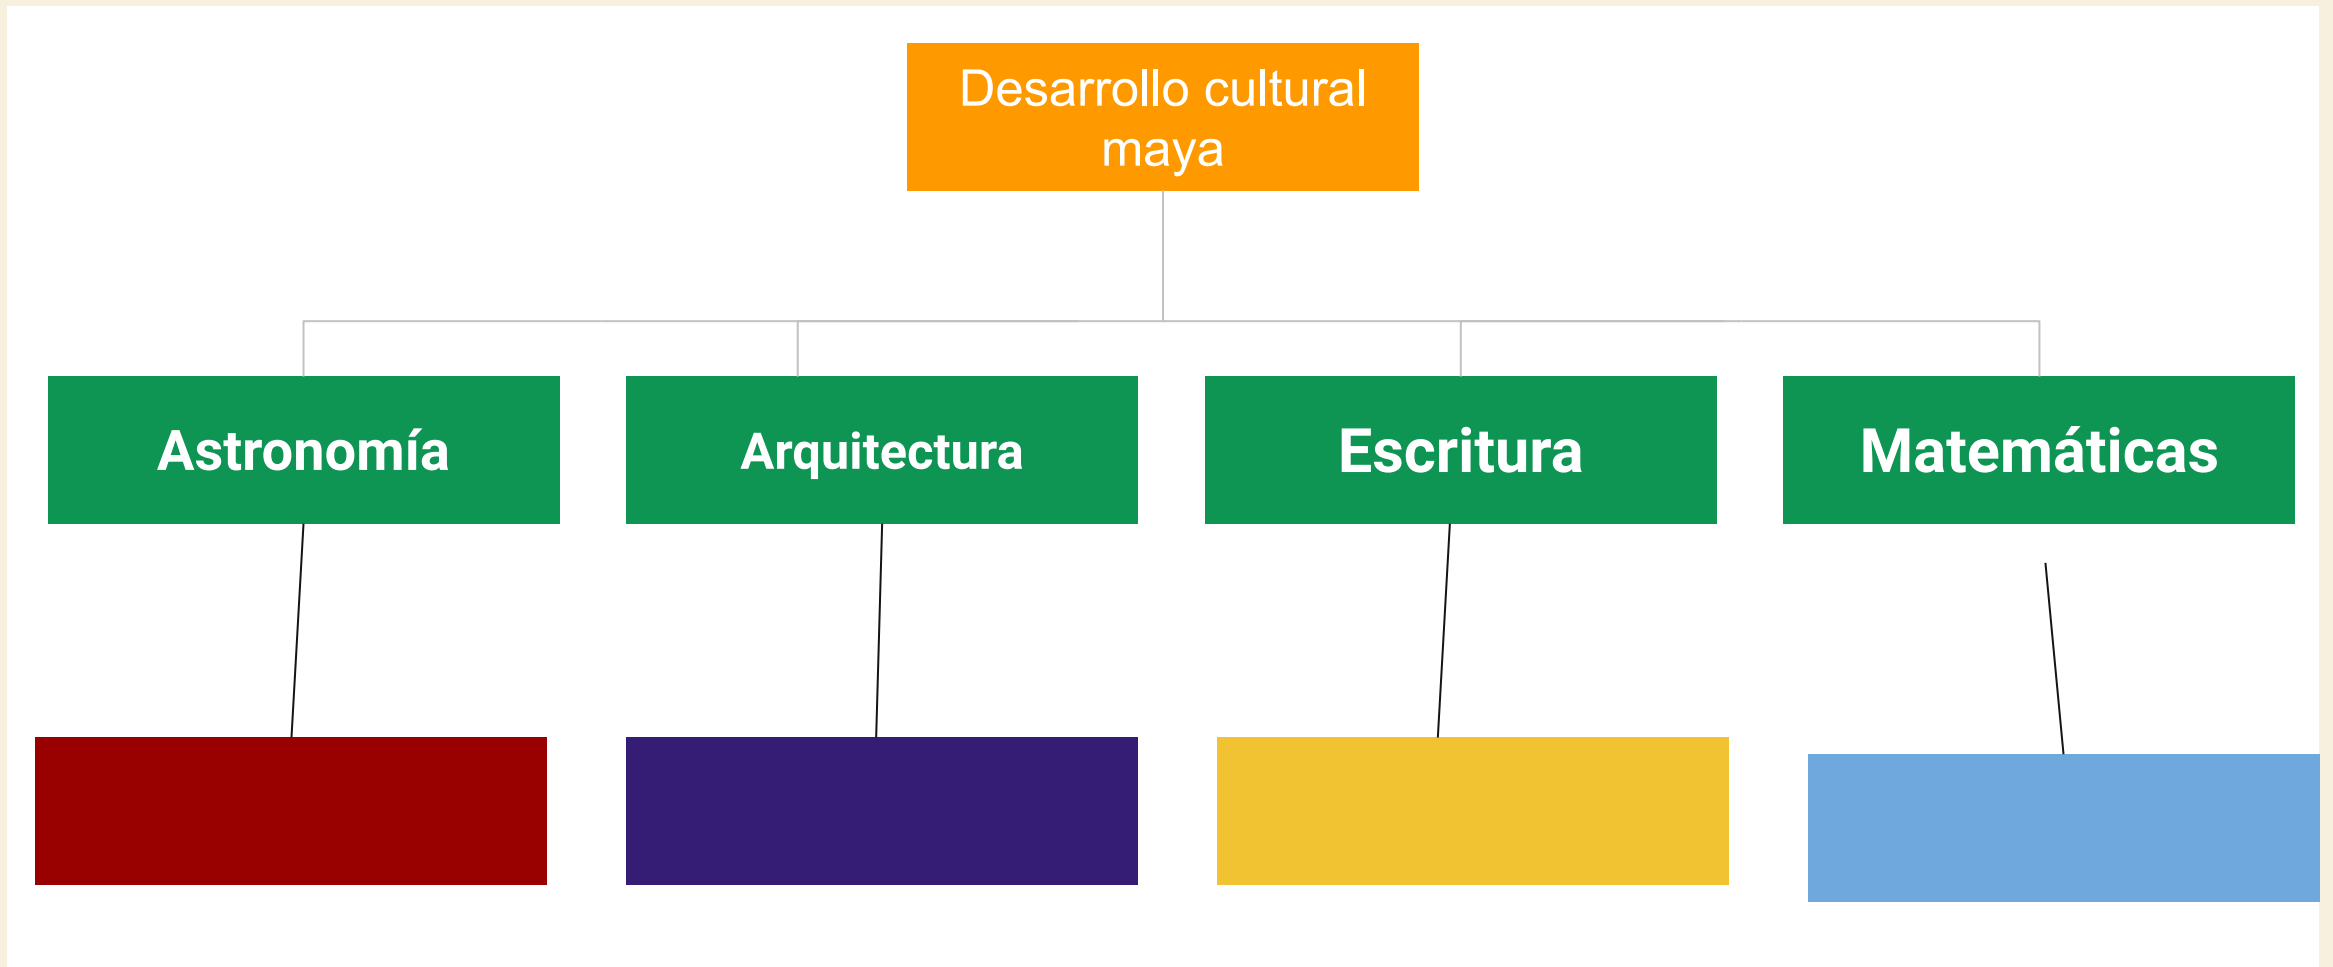 Desarrollo cultural
maya
Astronomía
Arquitectura
Escritura
Matemáticas